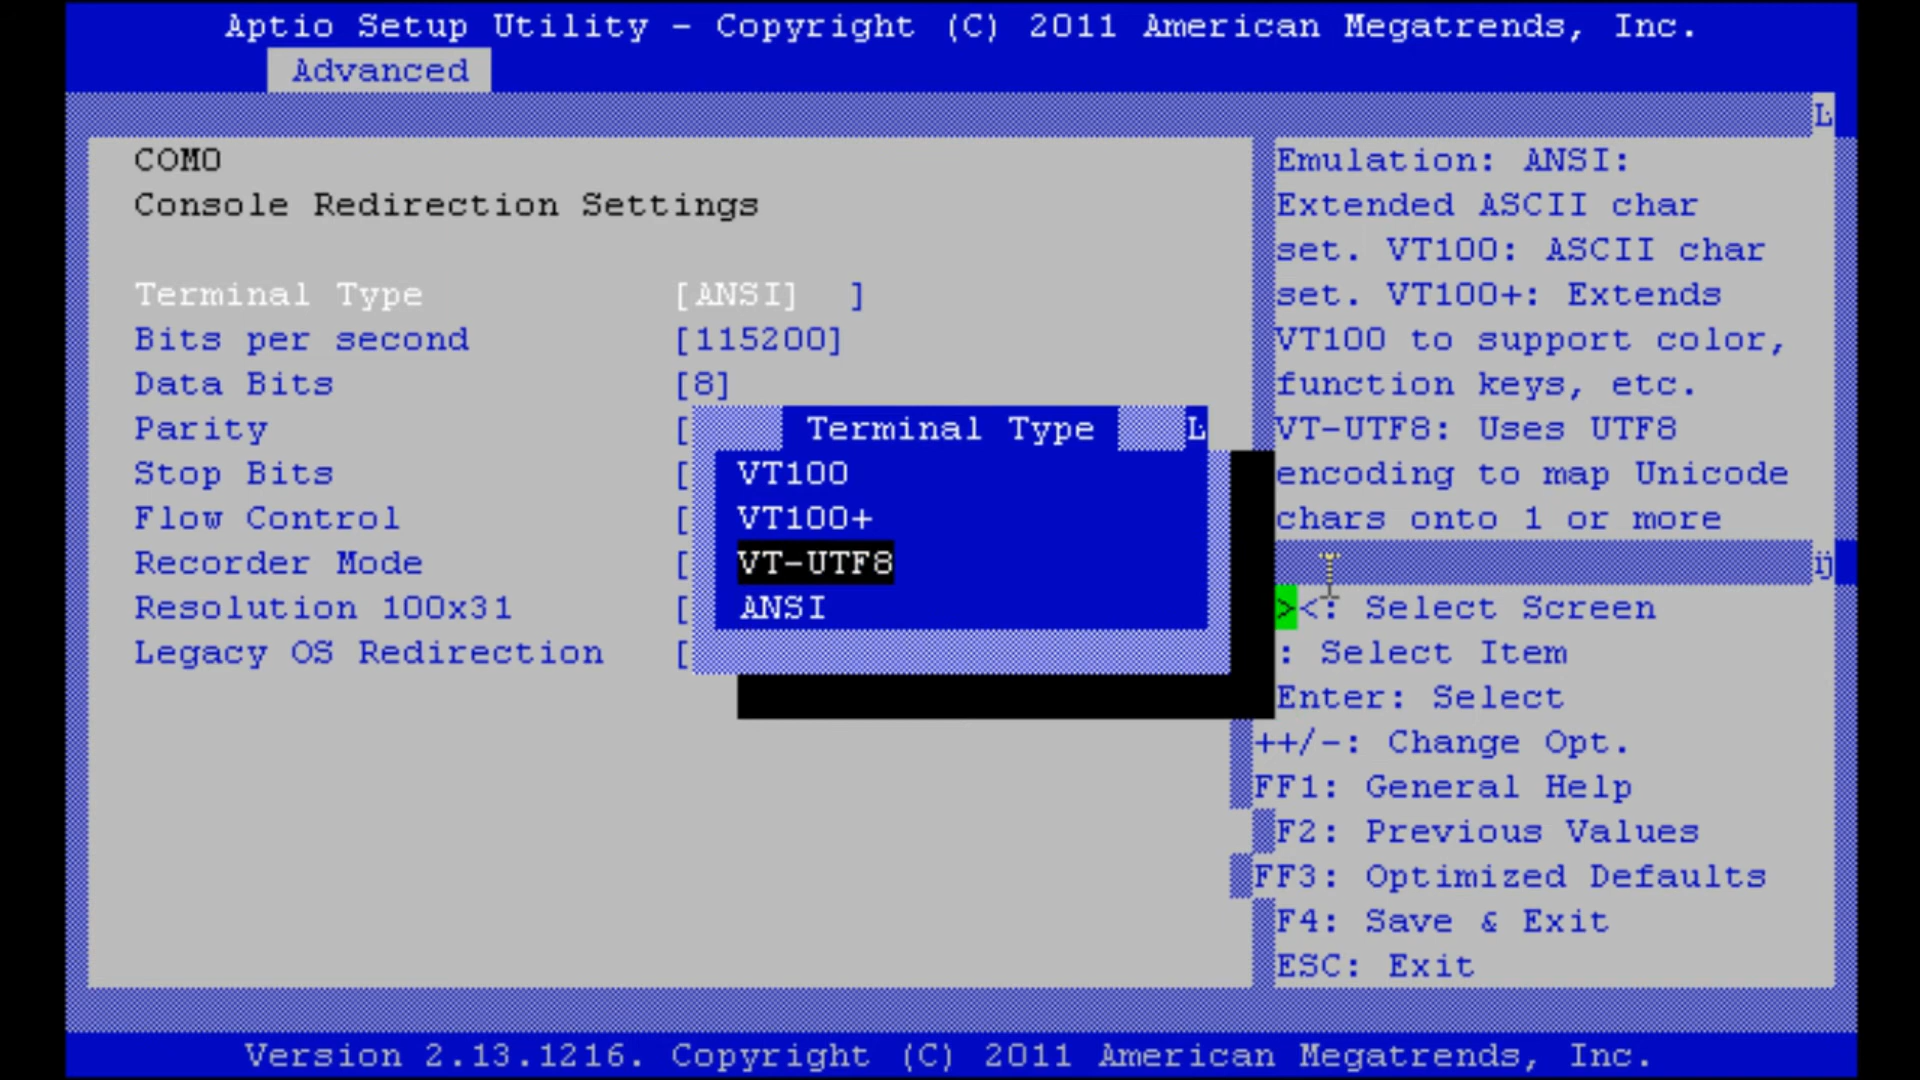 Aptio Setup Utility – Copyright (C) 2011 American Megatrends, Inc.
Advanced
L
COM0
Console Redirection Settings
Terminal Type [ANSI] ]
Bits per second [115200]
Data Bits [8]
Parity [
Stop Bits [
Flow Control [
Recorder Mode [
Resolution 100x31 [
Legacy OS Redirection [
Terminal Type L
VT100
VT100+
VT-UTF8
ANSI
Emulation: ANSI:
Extended ASCII char
set. VT100: ASCII char
set. VT100+: Extends
VT100 to support color,
function keys, etc.
VT-UTF8: Uses UTF8
encoding to map Unicode
chars onto 1 or more
ij
><: Select Screen
: Select Item
Enter: Select
++/-: Change Opt.
FF1: General Help
F2: Previous Values
FF3: Optimized Defaults
F4: Save & Exit
ESC: Exit
Version 2.13.1216. Copyright (C) 2011 American Megatrends, Inc.